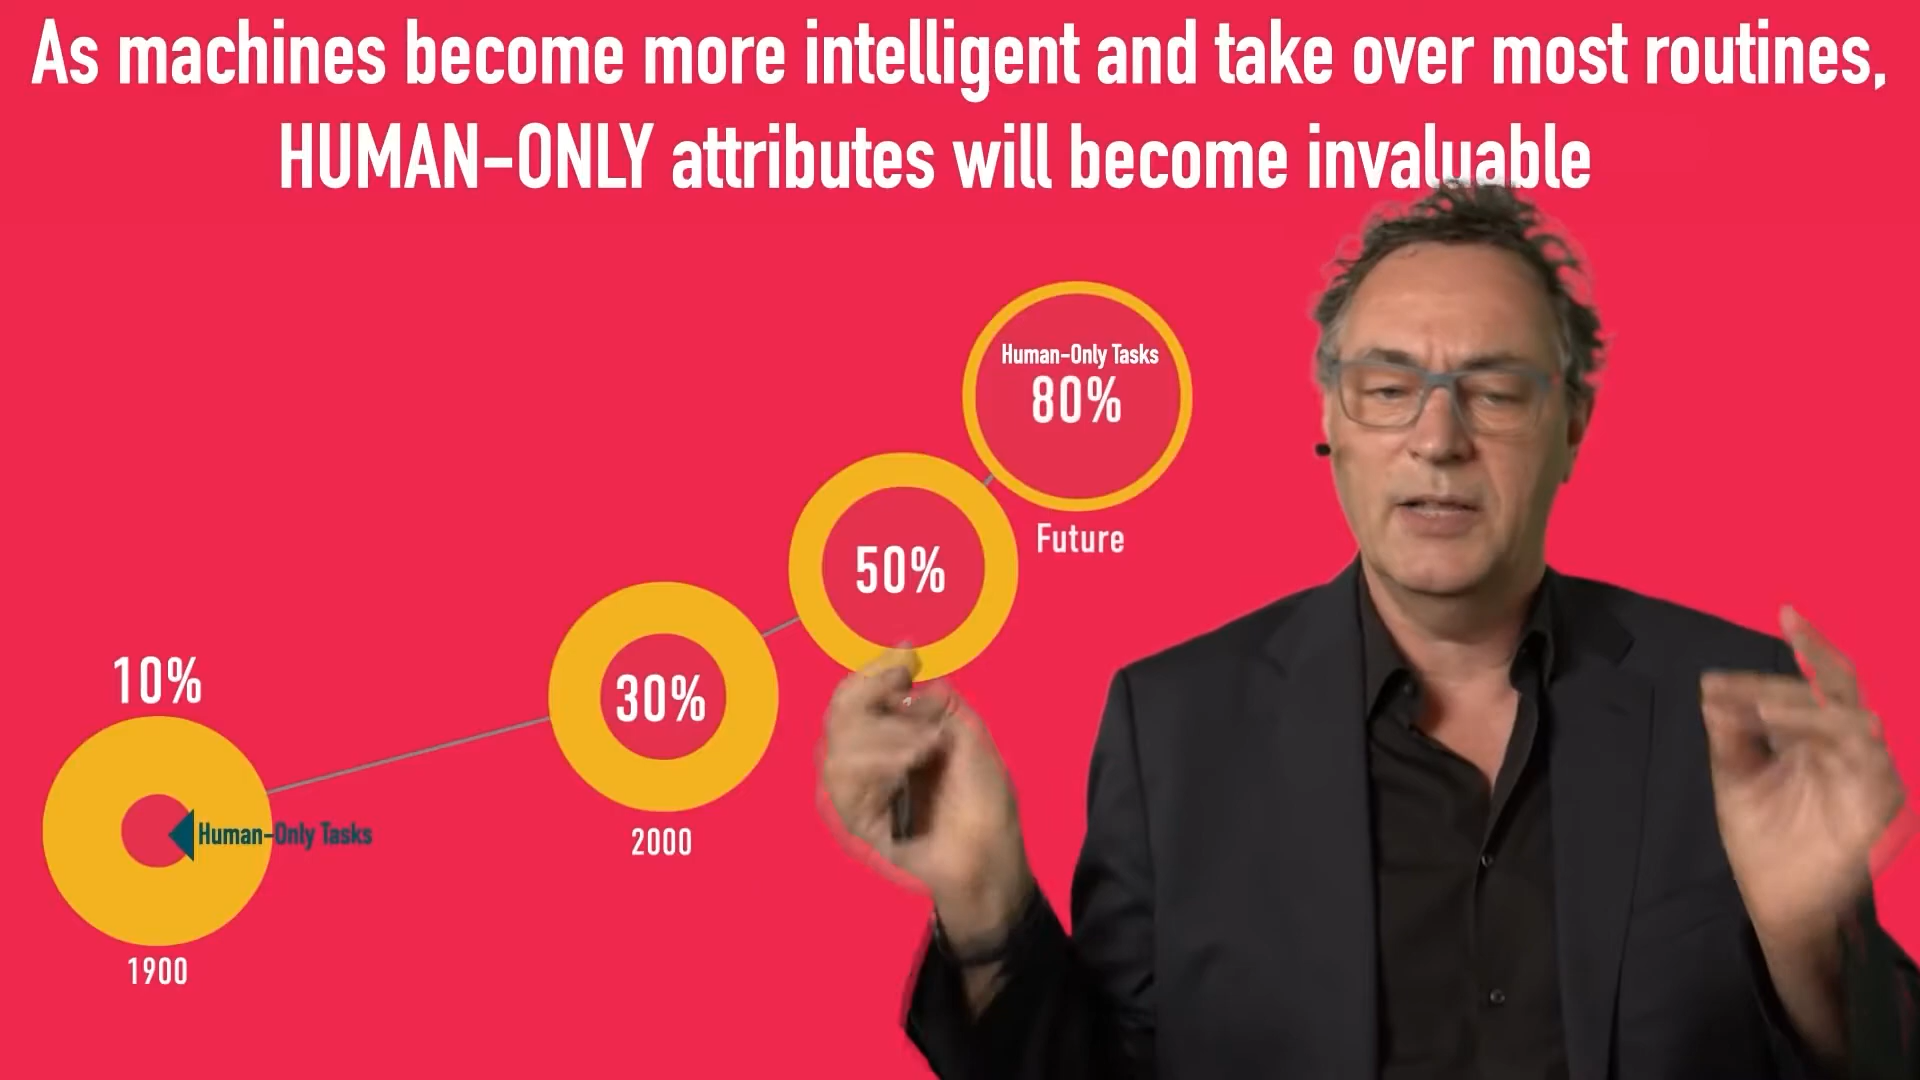 As machines become more intelligent and take over most routines,
HUMAN-ONLY attributes will become invaluable
Human-Only Tasks
80%
Future
50%
30%
2000
10%
Human-Only Tasks
1900